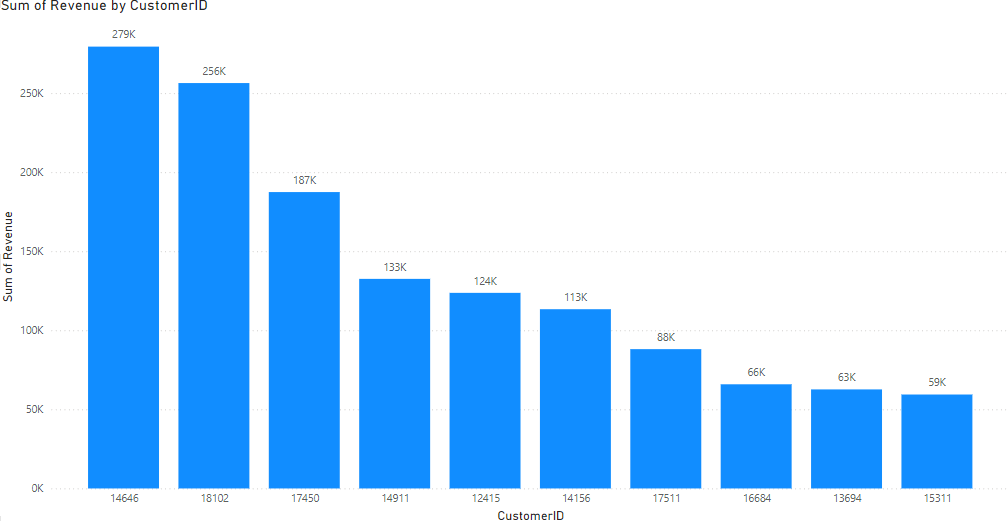 Sum of Revenue by CustomerID
279K
256K
250K
200K
187K
150K
133K
124K
113K
100K
88K
66K
63K
59K
50K
0K
Sum of Revenue
14646 18102 17450 14911 12415 14156 17511 16684 13694 15311
CustomerID